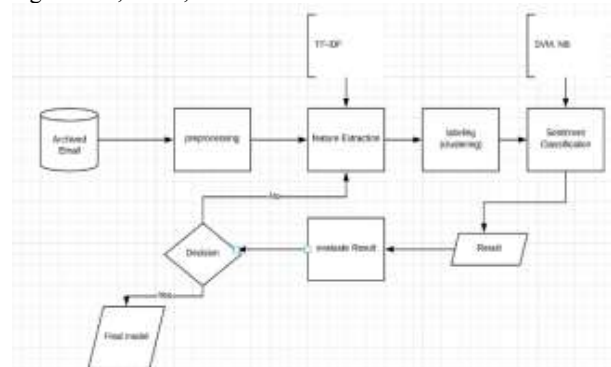 TF-IDF
SVM, NB
Archived
Email
preprocessing
feature Extraction
labeling
(clustering)
Sentiment
Classification
No
Decision
evaluate Result
Result
Yes
Final model